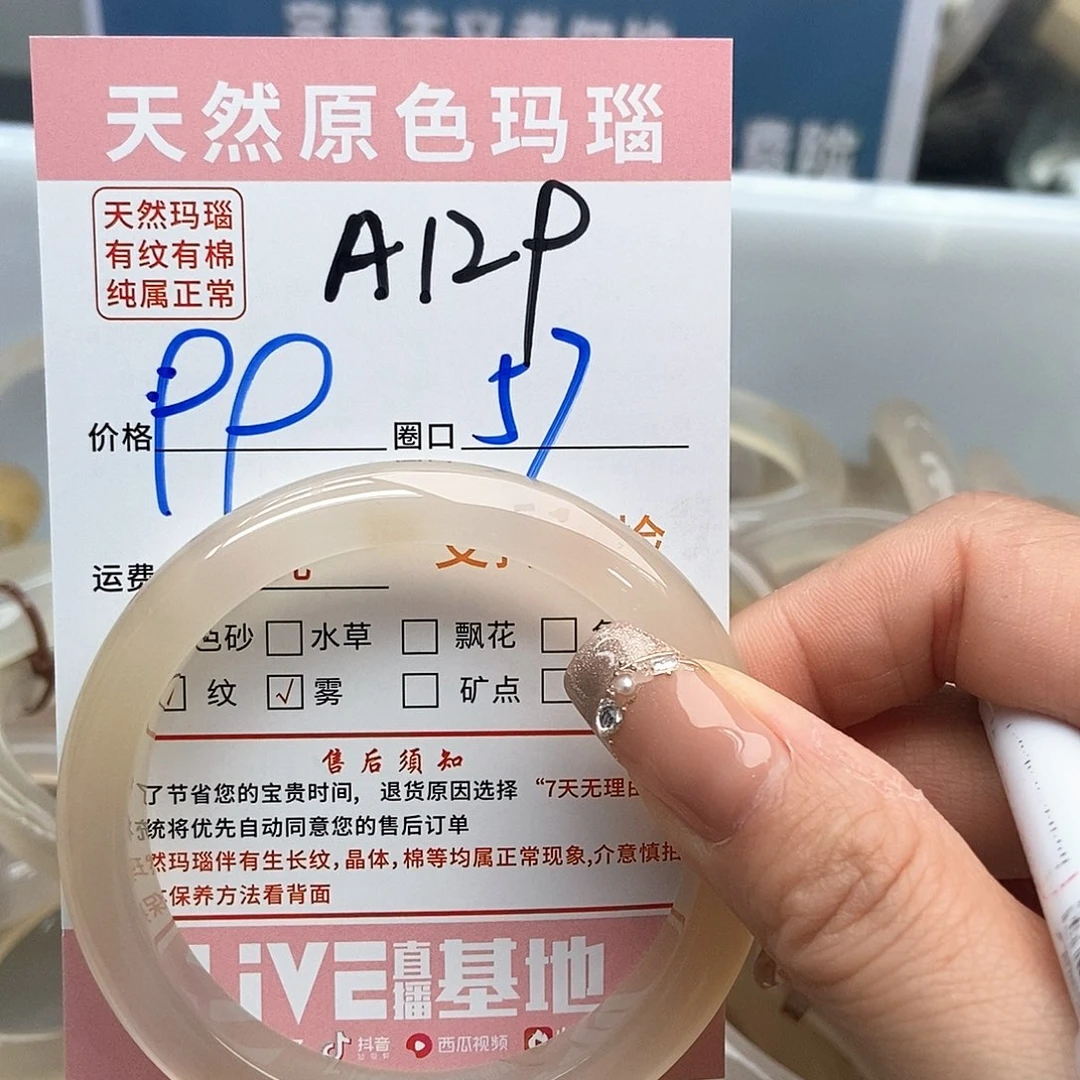 天然原色玛瑙
天然玛瑙
有纹有棉
纯属正常
A12P
价格 PP 圈口 57
运费
色砂 水草 飘花
纹 √ 雾 矿点
售后须知
了节省您的宝贵时间, 退货原因选择 “7天无理由
统将优先自动同意您的售后订单
然玛瑙伴有生长纹,晶体,棉等均属正常现象,介意慎拍
保养方法看背面
LiVE直播基地
抖音 西瓜视频